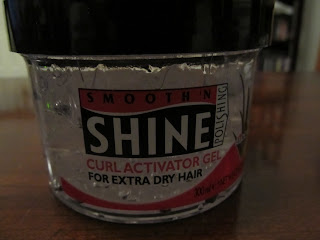 SMOOTH 'N
SHINE
POLISHING
CURL ACTIVATOR GEL
FOR EXTRA DRY HAIR